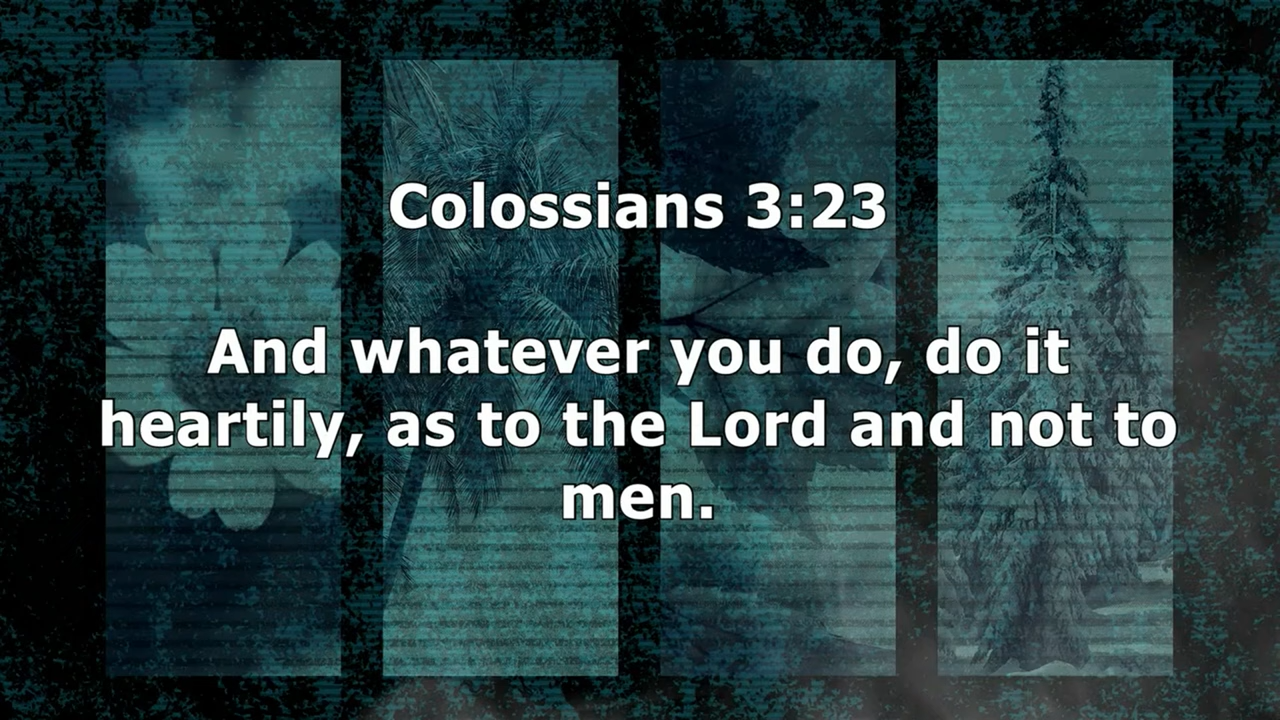 Colossians 3:23
And whatever you do, do it
heartily, as to the Lord and not to
men.